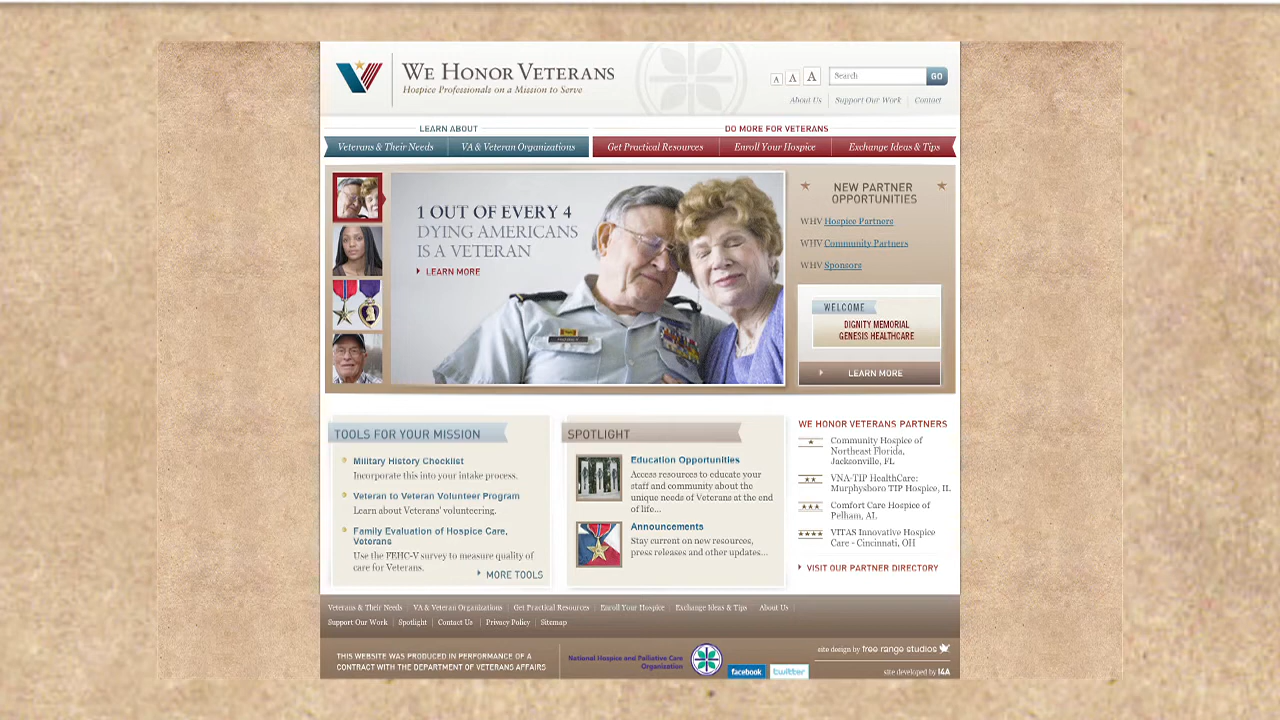 WE HONOR VETERANS
Hospice Professionals on a Mission to Serve
A A A
Search
GO
About Us Support Our Work Contact
LEARN ABOUT
DO MORE FOR VETERANS
Veterans & Their Needs VA & Veteran Organizations Get Practical Resources Enroll Your Hospice Exchange Ideas & Tips
1 OUT OF EVERY 4
DYING AMERICANS
IS A VETERAN
LEARN MORE
NEW PARTNER
OPPORTUNITIES
WHV Hospice Partners
WHV Community Partners
WHV Sponsors
WELCOME
DIGNITY MEMORIAL
GENESIS HEALTHCARE
LEARN MORE
TOOLS FOR YOUR MISSION
Military History Checklist
Incorporate this into your intake process.
Veteran to Veteran Volunteer Program
Learn about Veterans' volunteering.
Family Evaluation of Hospice Care,
Veterans
Use the FEHC-V survey to measure quality of
care for Veterans.
MORE TOOLS
SPOTLIGHT
Education Opportunities
Access resources to educate your
staff and community about the
unique needs of Veterans at the end
of life...
Announcements
Stay current on new resources,
press releases and other updates...
WE HONOR VETERANS PARTNERS
Community Hospice of
Northeast Florida,
Jacksonville, FL
VNA-TIP HealthCare:
Murphysboro TIP Hospice, IL
Comfort Care Hospice of
Pelham, AL
VITAS Innovative Hospice
Care - Cincinnati, OH
VISIT OUR PARTNER DIRECTORY
Veterans & Their Needs VA & Veteran Organizations Get Practical Resources Enroll Your Hospice Exchange Ideas & Tips About Us
Support Our Work Spotlight Contact Us Privacy Policy Sitemap
THIS WEBSITE WAS PRODUCED IN PERFORMANCE OF A
CONTRACT WITH THE DEPARTMENT OF VETERANS AFFAIRS
National Hospice and Palliative Care
Organization
facebook
twitter
site design by free range studios
site developed by I4A